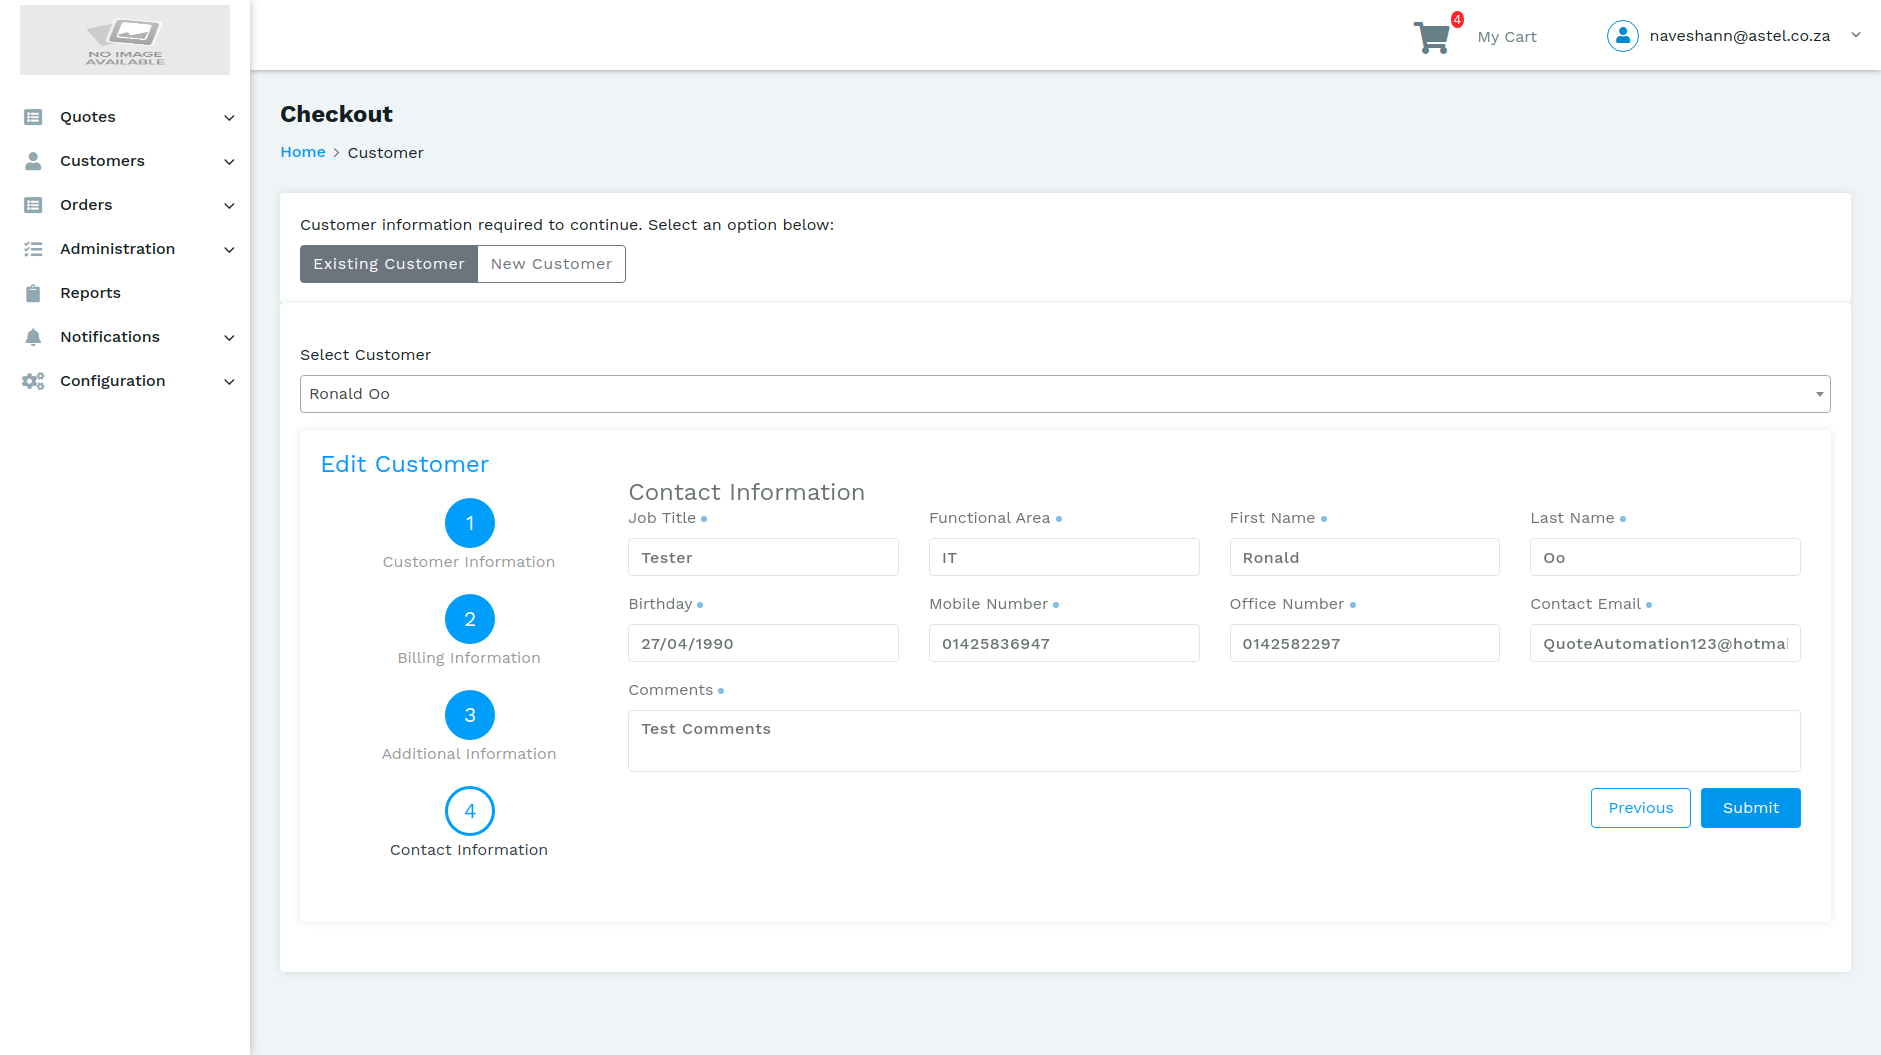 NO IMAGE
AVAILABLE
4
My Cart
naveshann@astel.co.za
Quotes
Customers
Orders
Administration
Reports
Notifications
Configuration
Checkout
Home > Customer
Customer information required to continue. Select an option below:
Existing Customer New Customer
Select Customer
Ronald Oo
Edit Customer
1
Customer Information
2
Billing Information
3
Additional Information
4
Contact Information
Contact Information
Job Title Functional Area First Name Last Name
Tester IT Ronald Oo
Birthday Mobile Number Office Number Contact Email
27/04/1990 01425836947 0142582297 QuoteAutomation123@hotmai
Comments
Test Comments
Previous Submit